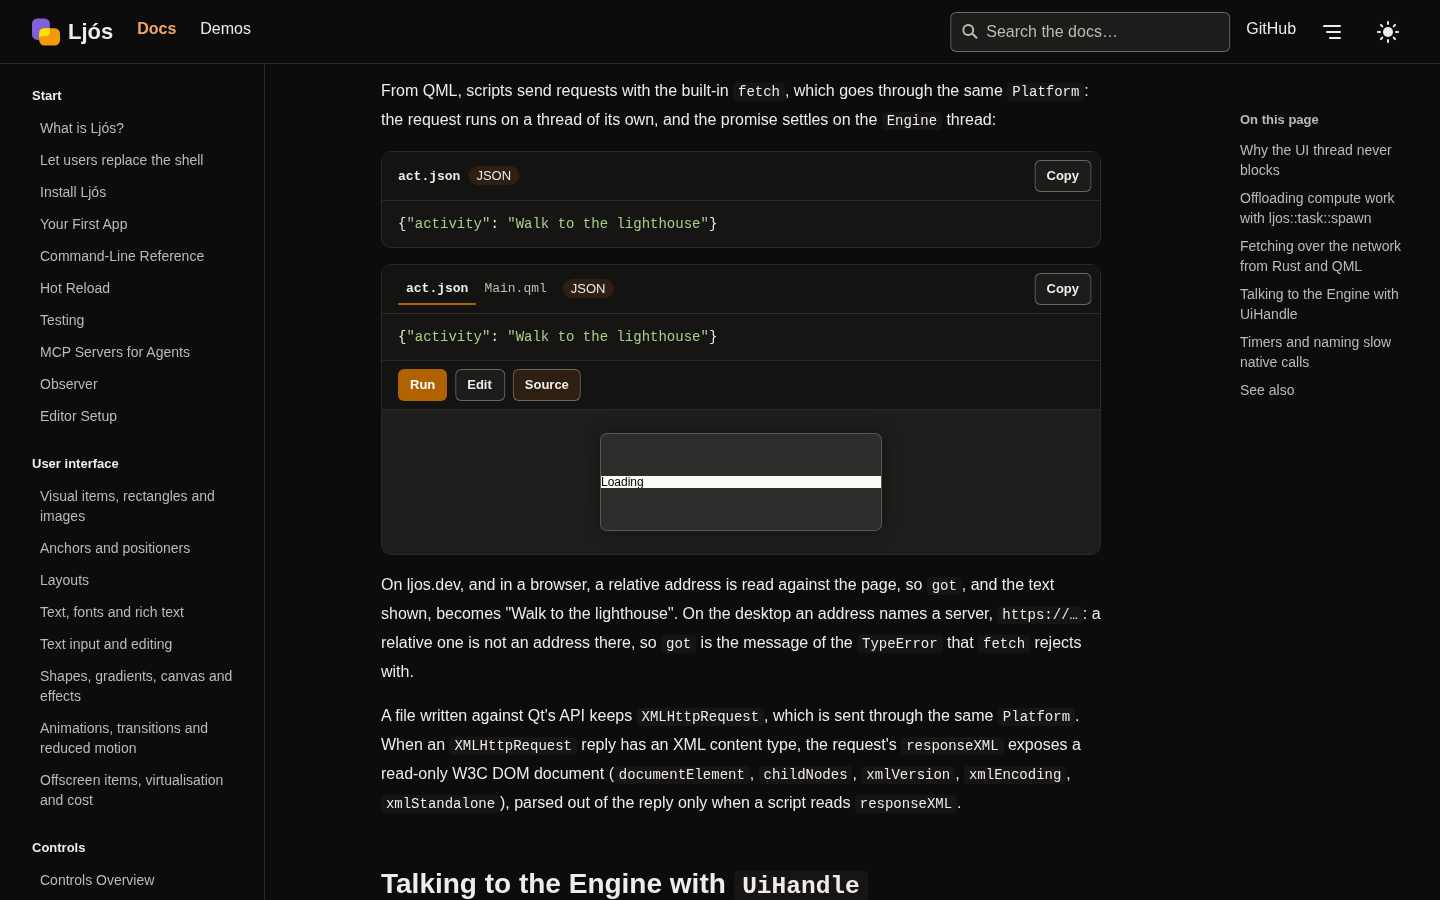 Ljós
Docs
Demos
Search the docs…
GitHub
Start
What is Ljós?
Let users replace the shell
Install Ljós
Your First App
Command-Line Reference
Hot Reload
Testing
MCP Servers for Agents
Observer
Editor Setup
User interface
Visual items, rectangles and
images
Anchors and positioners
Layouts
Text, fonts and rich text
Text input and editing
Shapes, gradients, canvas and
effects
Animations, transitions and
reduced motion
Offscreen items, virtualisation
and cost
Controls
Controls Overview
From QML, scripts send requests with the built-in fetch, which goes through the same Platform:
the request runs on a thread of its own, and the promise settles on the Engine thread:
act.json JSON
Copy
{"activity": "Walk to the lighthouse"}
act.json Main.qml JSON
Copy
{"activity": "Walk to the lighthouse"}
Run Edit Source
Loading
On ljos.dev, and in a browser, a relative address is read against the page, so got, and the text
shown, becomes "Walk to the lighthouse". On the desktop an address names a server, https://…: a
relative one is not an address there, so got is the message of the TypeError that fetch rejects
with.
A file written against Qt's API keeps XMLHttpRequest, which is sent through the same Platform.
When an XMLHttpRequest reply has an XML content type, the request's responseXML exposes a
read-only W3C DOM document (documentElement, childNodes, xmlVersion, xmlEncoding,
xmlStandalone), parsed out of the reply only when a script reads responseXML.
Talking to the Engine with UiHandle
On this page
Why the UI thread never
blocks
Offloading compute work
with ljos::task::spawn
Fetching over the network
from Rust and QML
Talking to the Engine with
UiHandle
Timers and naming slow
native calls
See also